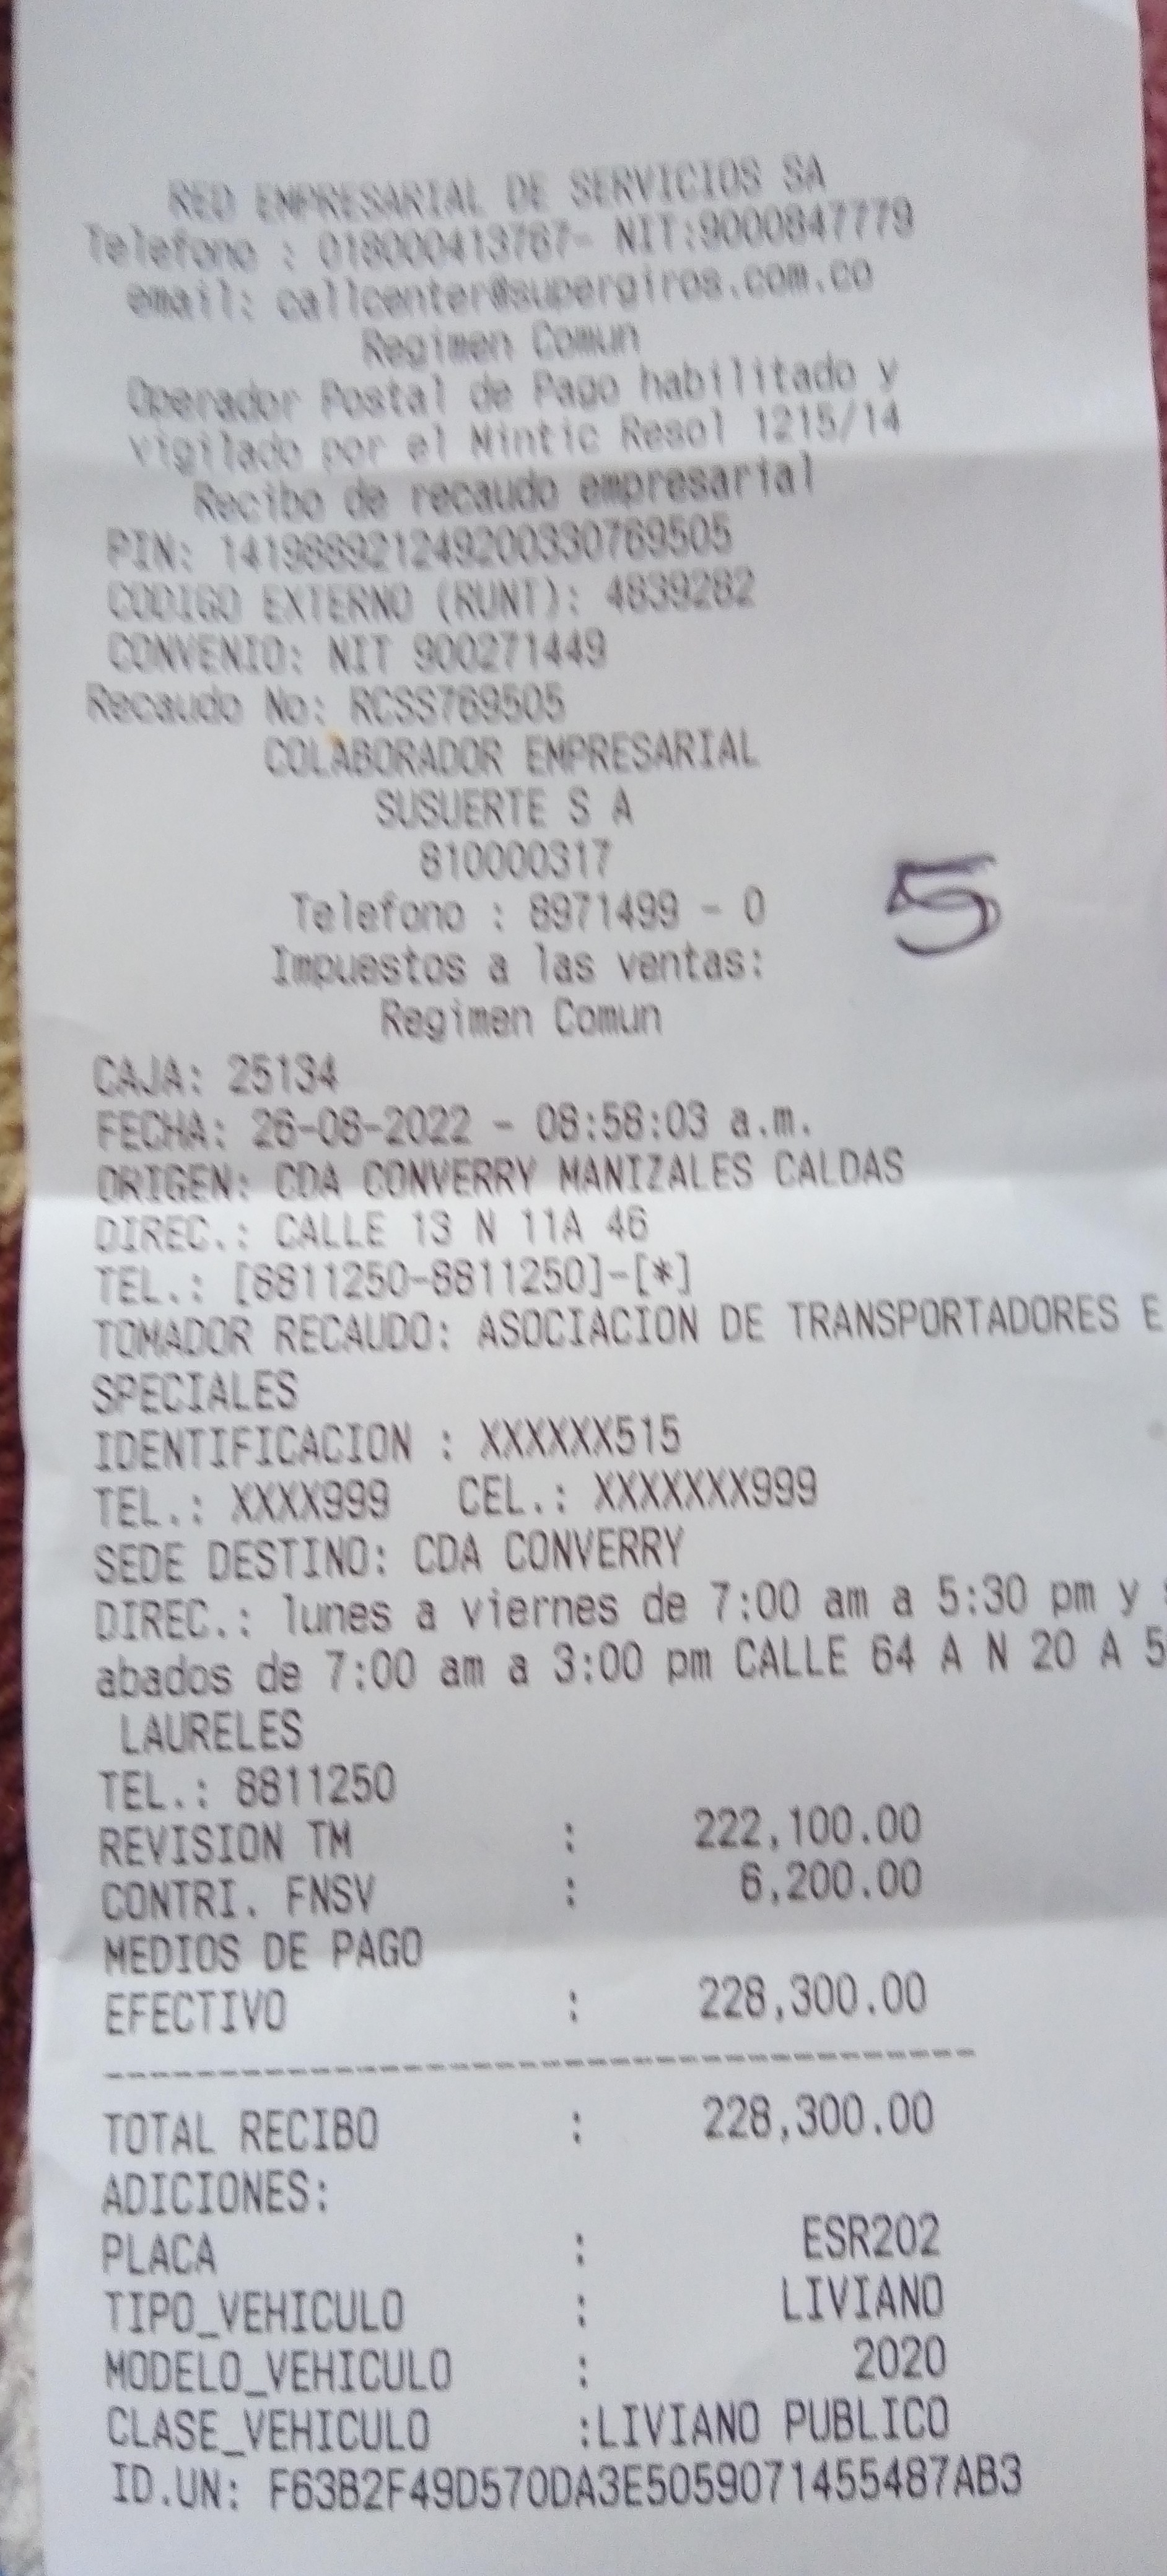 RED EMPRESARIAL DE SERVICIOS SA
Telefono : 018000413767- NIT:9000847779
email: callcenter@supergiros.com.co
Regimen Comun
Operador Postal de Pago habilitado y
vigilado por el Mintic Resol 1215/14
Recibo de recaudo empresarial
PIN: 1419889212492003307​69505
CODIGO EXTERNO (RUNT): 4839282
CONVENIO: NIT 900271449
Recaudo No: RCSS769505
COLABORADOR EMPRESARIAL
SUSUERTE S A
810000317
Telefono : 8971499 - 0
5
Impuestos a las ventas:
Regimen Comun
CAJA: 25134
FECHA: 26-08-2022 - 08:58:03 a.m.
ORIGEN: CDA CONVERRY MANIZALES CALDAS
DIREC.: CALLE 13 N 11A 46
TEL.: [8811250-8811250]-[*]
TOMADOR RECAUDO: ASOCIACION DE TRANSPORTADORES E
SPECIALES
IDENTIFICACION : XXXXXX515
TEL.: XXXX999 CEL.: XXXXXXX999
SEDE DESTINO: CDA CONVERRY
DIREC.: lunes a viernes de 7:00 am a 5:30 pm y
abados de 7:00 am a 3:00 pm CALLE 64 A N 20 A 5
LAURELES
TEL.: 8811250
REVISION TM : 222,100.00
CONTRI. FNSV : 6,200.00
MEDIOS DE PAGO
EFECTIVO : 228,300.00
----------------------------------------
TOTAL RECIBO : 228,300.00
ADICIONES:
PLACA : ESR202
TIPO_VEHICULO : LIVIANO
MODELO_VEHICULO : 2020
CLASE_VEHICULO :LIVIANO PUBLICO
ID.UN: F63B2F49D570DA3E5059071455487AB3